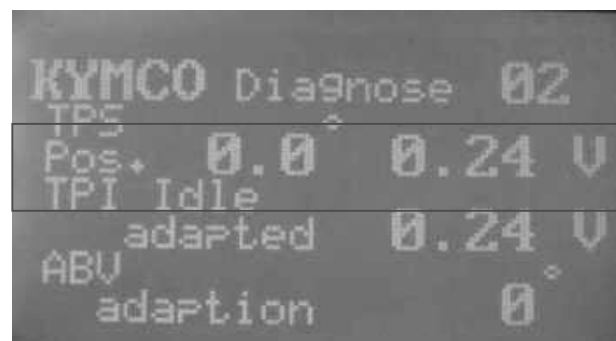 KYMCO Diagnose 02
TPS
Pos. 0.0° 0.24 V
TPI Idle
adapted 0.24 V
ABV
adaption 0°